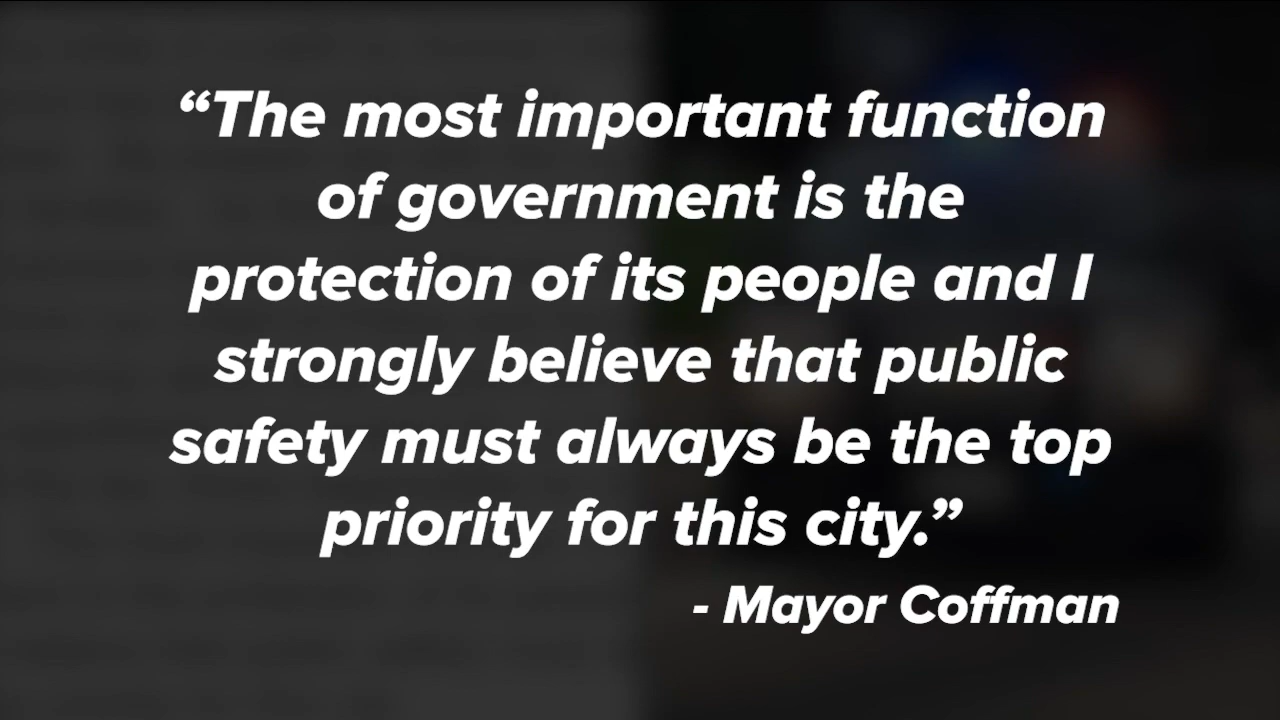 “The most important function
of government is the
protection of its people and I
strongly believe that public
safety must always be the top
priority for this city.”
- Mayor Coffman